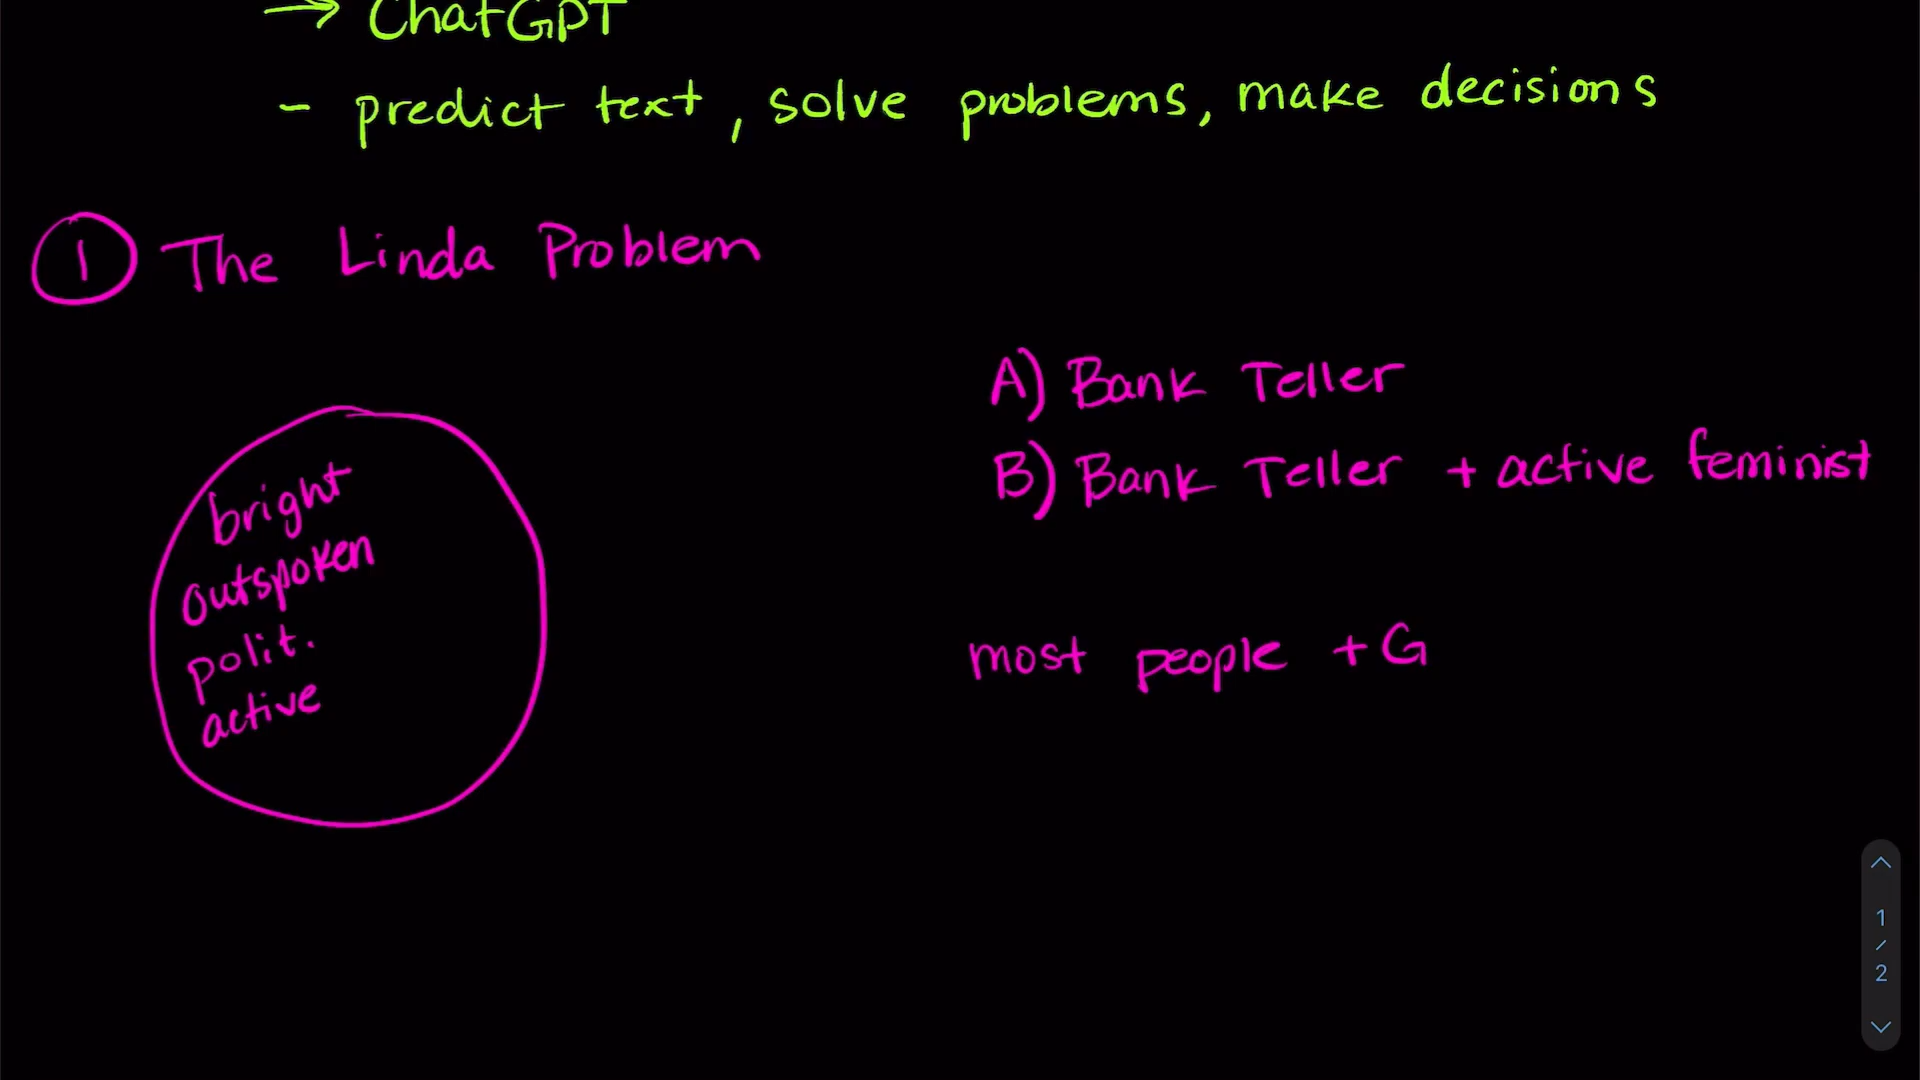 → ChatGPT
- predict text, solve problems, make decisions
1 The Linda Problem
bright
outspoken
polit.
active
A) Bank Teller
B) Bank Teller + active feminist
most people + G
1
/
2